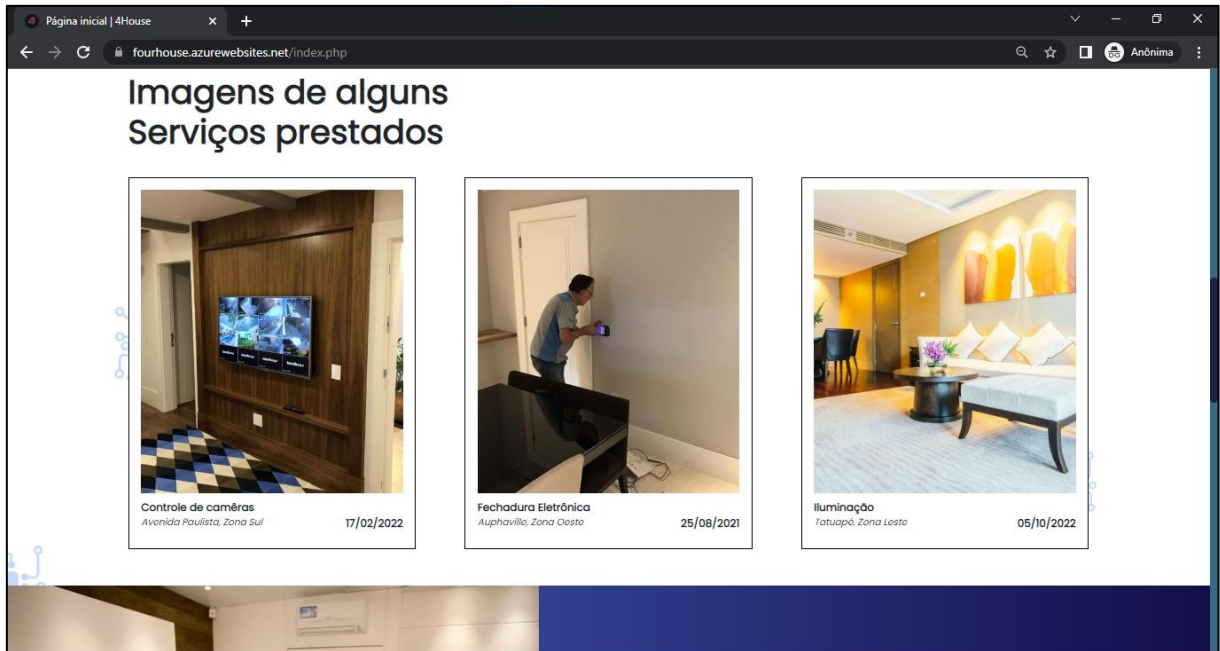 Página inicial | 4House
fourhouse.azurewebsites.net/index.php
Anônima
Imagens de alguns
Serviços prestados
Controle de camêras
Avenida Paulista, Zona Sul
17/02/2022
Fechadura Eletrônica
Auphaville, Zona Oeste
25/08/2021
Iluminação
Tatuapé, Zona Leste
05/10/2022